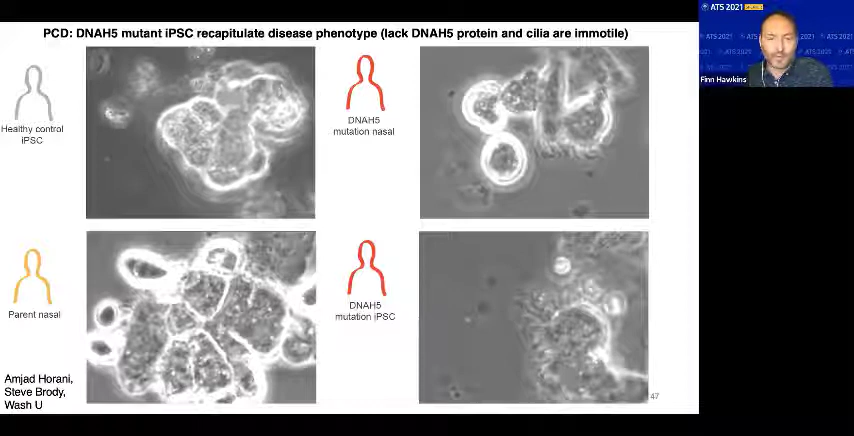 PCD: DNAH5 mutant iPSC recapitulate disease phenotype (lack DNAH5 protein and cilia are immotile)
Healthy control
iPSC
DNAH5
mutation nasal
Parent nasal
DNAH5
mutation iPSC
Amjad Horani,
Steve Brody,
Wash U
47
ATS 2021
Finn Hawkins